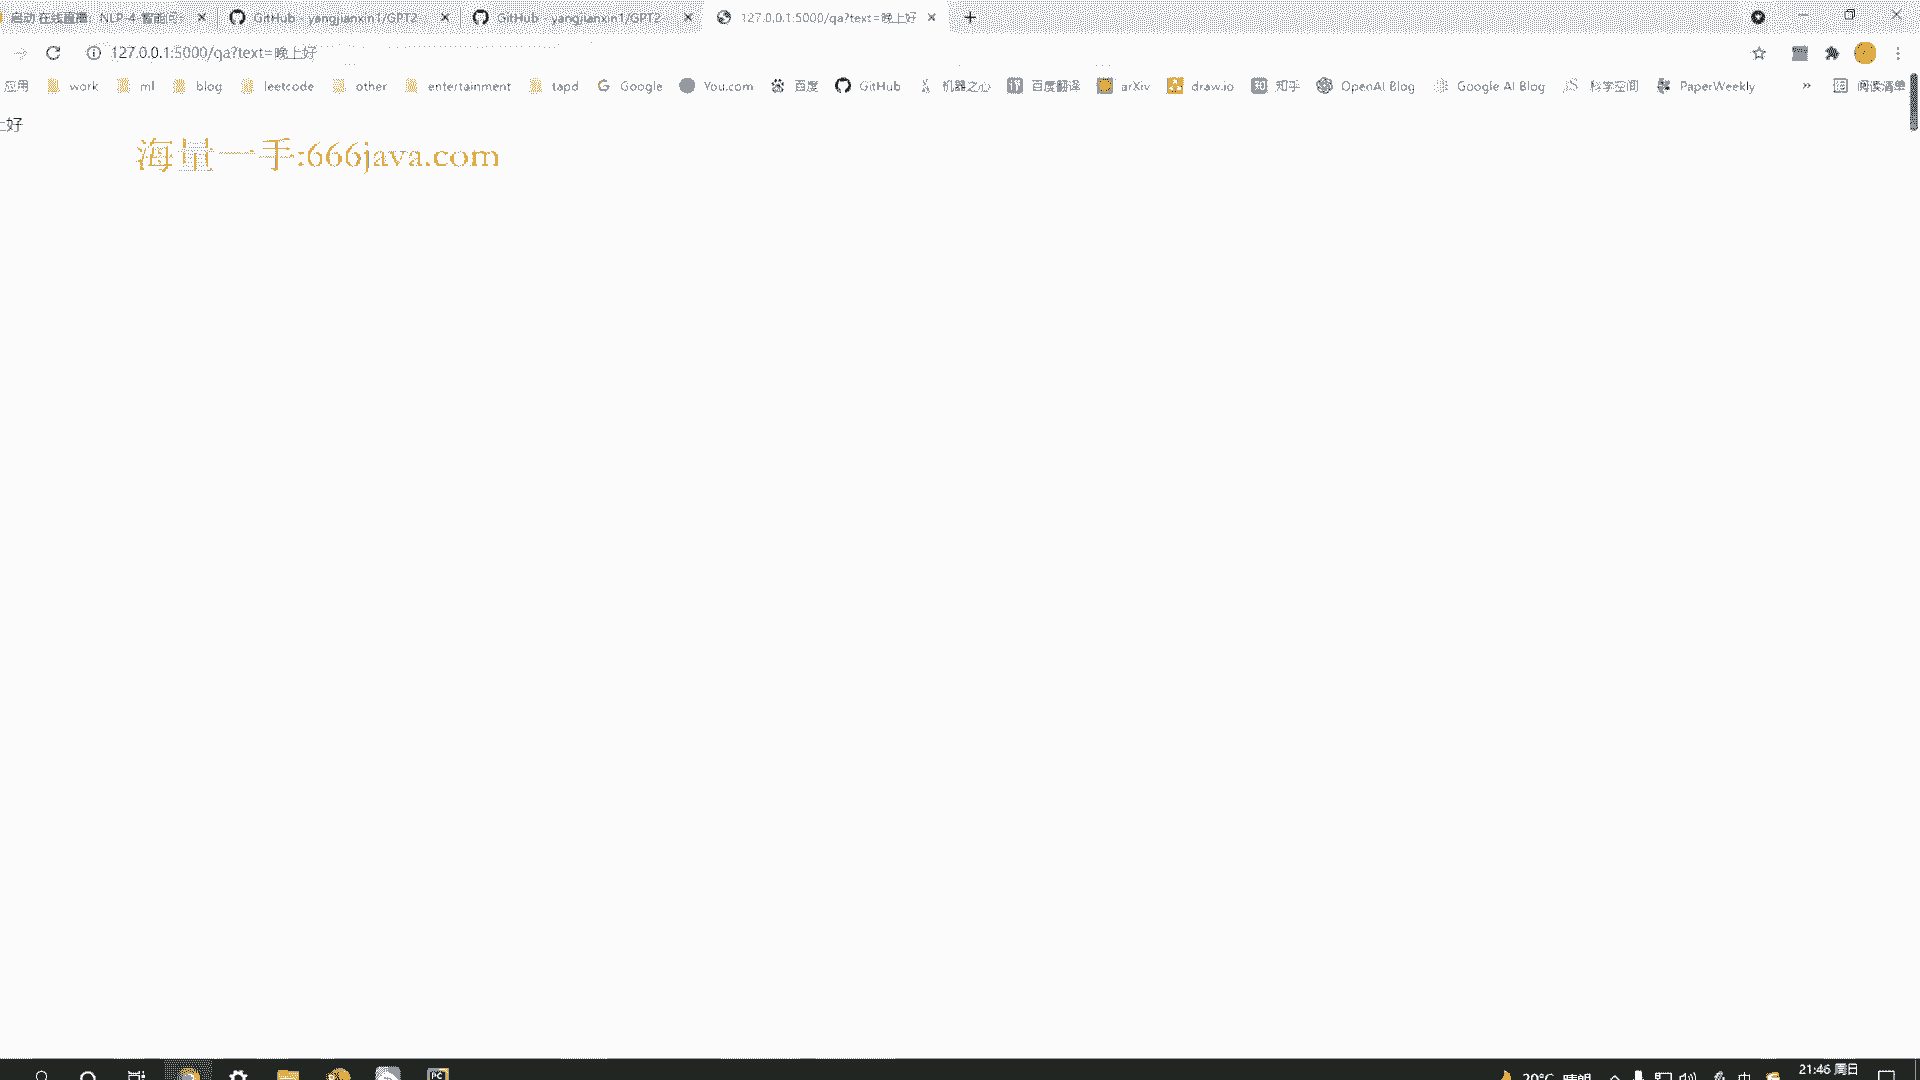 启动 在线直播: NLP-4-智能问
GitHub - yangjianxin1/GPT2-
GitHub - yangjianxin1/GPT2-
127.0.0.1:5000/qa?text=晚上好
127.0.0.1:5000/qa?text=晚上好
应用 work ml blog leetcode other entertainment tapd Google You.com 百度 GitHub 机器之心 百度翻译 arXiv draw.io 知乎 OpenAI Blog Google AI Blog 科学空间 PaperWeekly » 阅读清单
上好
海量一手:666java.com
20°C 晴朗 中 21:46 周日